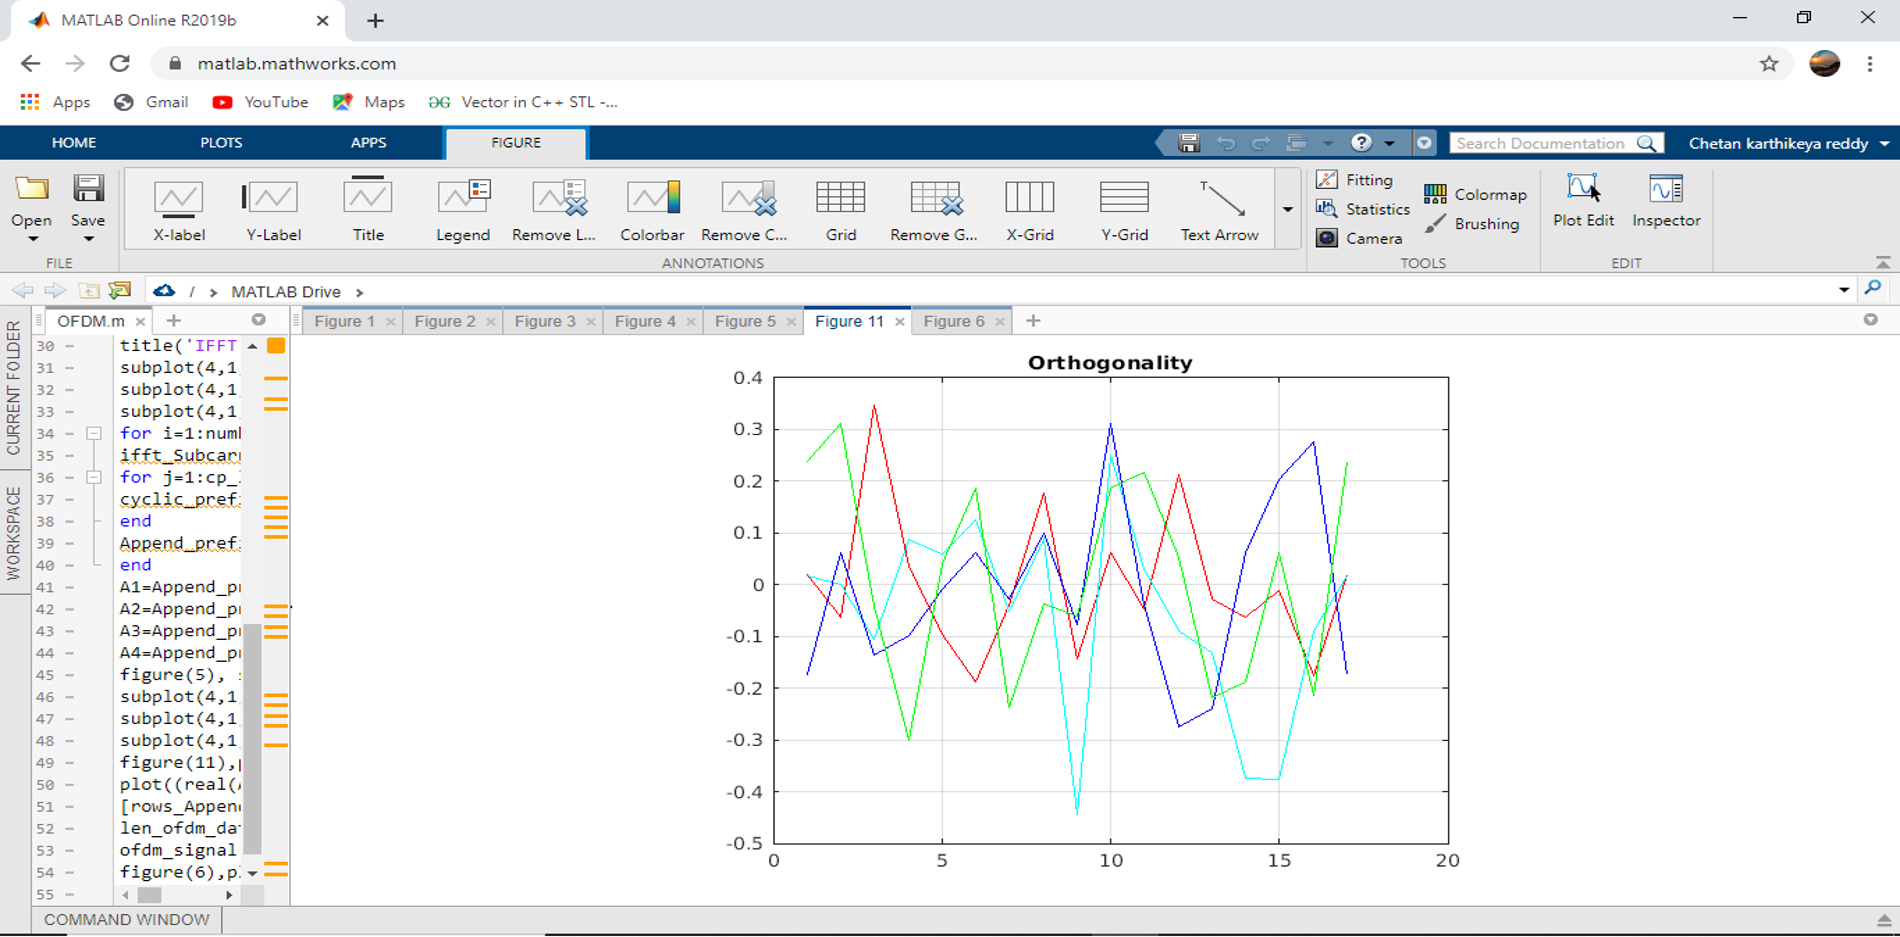 MATLAB Online R2019b
matlab.mathworks.com
Apps Gmail YouTube Maps Vector in C++ STL -...
HOME PLOTS APPS FIGURE Search Documentation Chetan karthikeya reddy
Open Save X-label Y-Label Title Legend Remove L... Colorbar Remove C... Grid Remove G... X-Grid Y-Grid Text Arrow Fitting Statistics Camera Colormap Brushing Plot Edit Inspector
FILE ANNOTATIONS TOOLS EDIT
/ > MATLAB Drive >
OFDM.m Figure 1 Figure 2 Figure 3 Figure 4 Figure 5 Figure 11 Figure 6
CURRENT FOLDER
WORKSPACE
30 title('IFFT
31 subplot(4,1
32 subplot(4,1
33 subplot(4,1
34 for i=1:num
35 ifft_Subcar
36 for j=1:cp_
37 cyclic_pref
38 end
39 Append_pref
40 end
41 A1=Append_p
42 A2=Append_p
43 A3=Append_p
44 A4=Append_p
45 figure(5),
46 subplot(4,1
47 subplot(4,1
48 subplot(4,1
49 figure(11),
50 plot((real(
51 [rows_Appen
52 len_ofdm_da
53 ofdm_signal
54 figure(6),p
55
Orthogonality
0.4
0.3
0.2
0.1
0
-0.1
-0.2
-0.3
-0.4
-0.5
0 5 10 15 20
COMMAND WINDOW